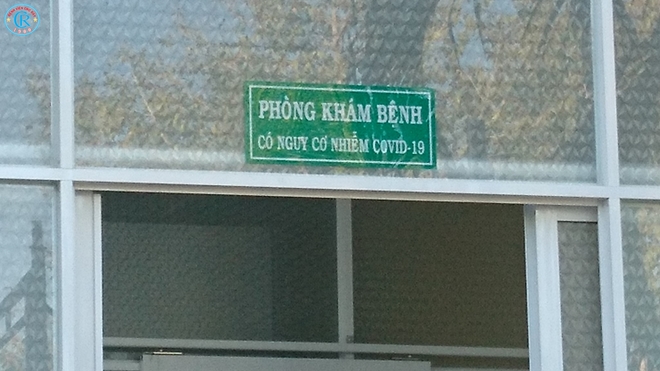 PHÒNG KHÁM BỆNH
CÓ NGUY CƠ NHIỄM COVID-19